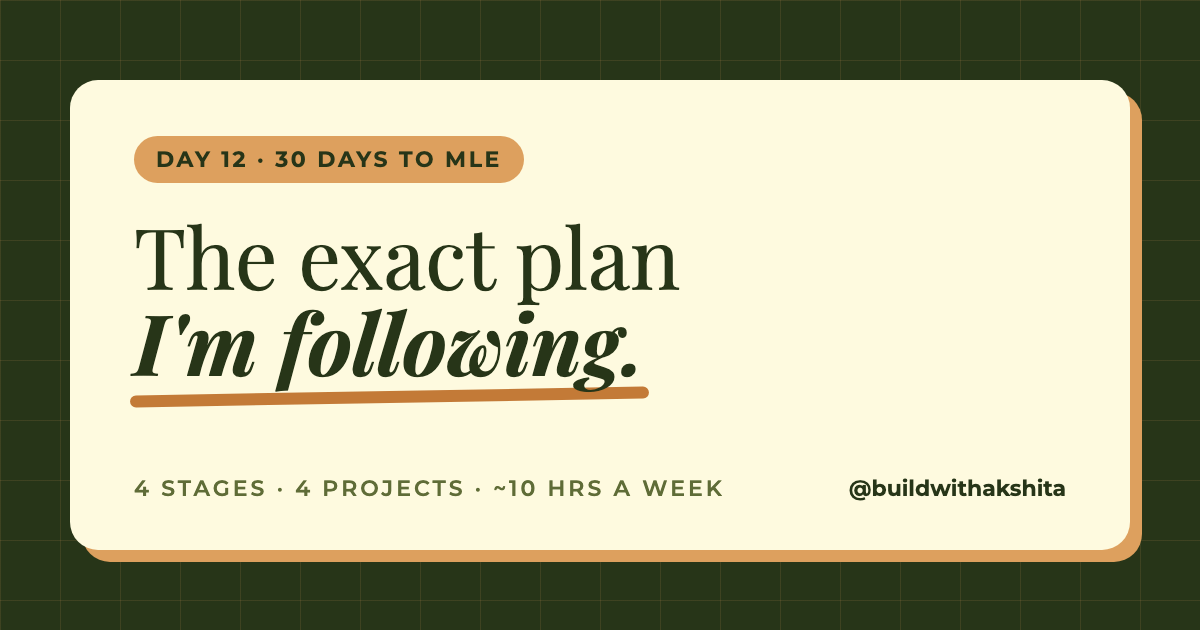 DAY 12 · 30 DAYS TO MLE
The exact plan
I'm following.
4 STAGES · 4 PROJECTS · ~10 HRS A WEEK
@buildwithakshita